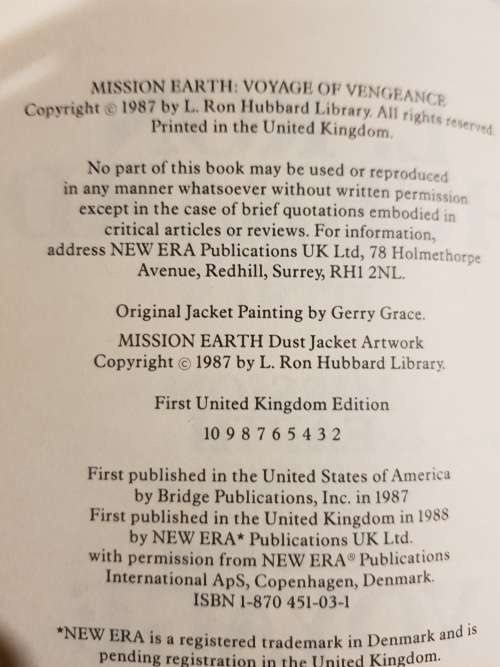 MISSION EARTH: VOYAGE OF VENGEANCE
Copyright © 1987 by L. Ron Hubbard Library. All rights reserved.
Printed in the United Kingdom.
No part of this book may be used or reproduced
in any manner whatsoever without written permission
except in the case of brief quotations embodied in
critical articles or reviews. For information,
address NEW ERA Publications UK Ltd, 78 Holmethorpe
Avenue, Redhill, Surrey, RH1 2NL.
Original Jacket Painting by Gerry Grace.
MISSION EARTH Dust Jacket Artwork
Copyright © 1987 by L. Ron Hubbard Library.
First United Kingdom Edition
10 9 8 7 6 5 4 3 2
First published in the United States of America
by Bridge Publications, Inc. in 1987
First published in the United Kingdom in 1988
by NEW ERA* Publications UK Ltd.
with permission from NEW ERA® Publications
International ApS, Copenhagen, Denmark.
ISBN 1-870 451-03-1
*NEW ERA is a registered trademark in Denmark and is
pending registration in the United Kingdom.